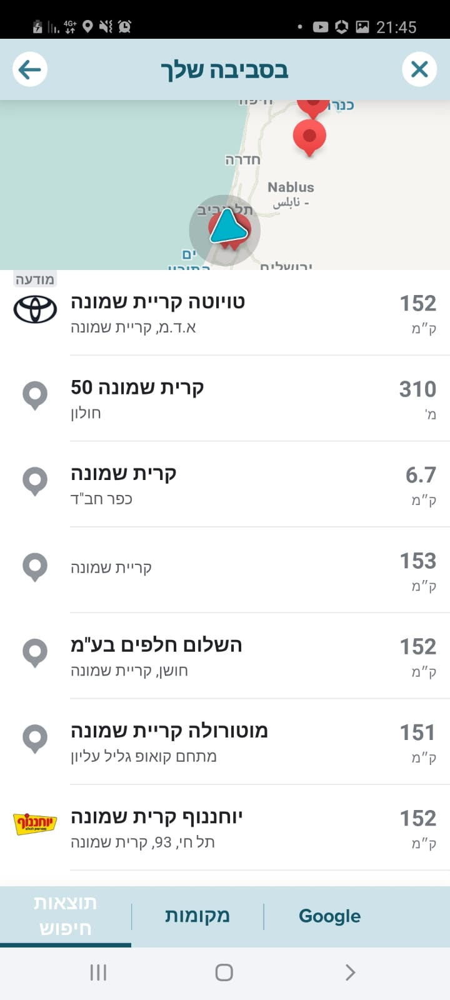 4G+
21:45
בסביבה שלך
חיפה
כנרת
חדרה
Nablus
- نابلس
תל אביב
ים
התיכון
ירושלים
מודעה
טויוטה קריית שמונה
152
א.ד.מ, קריית שמונה
ק״מ
קרית שמונה 50
310
חולון
מ'
קרית שמונה
6.7
כפר חב"ד
ק״מ
153
קריית שמונה
ק״מ
השלום חלפים בע"מ
152
חושן, קריית שמונה
ק״מ
מוטורולה קריית שמונה
151
מתחם קואופ גליל עליון
ק״מ
יוחננוף
יוחננוף קרית שמונה
152
תל חי, 93, קרית שמונה
ק״מ
תוצאות
חיפוש
מקומות
Google